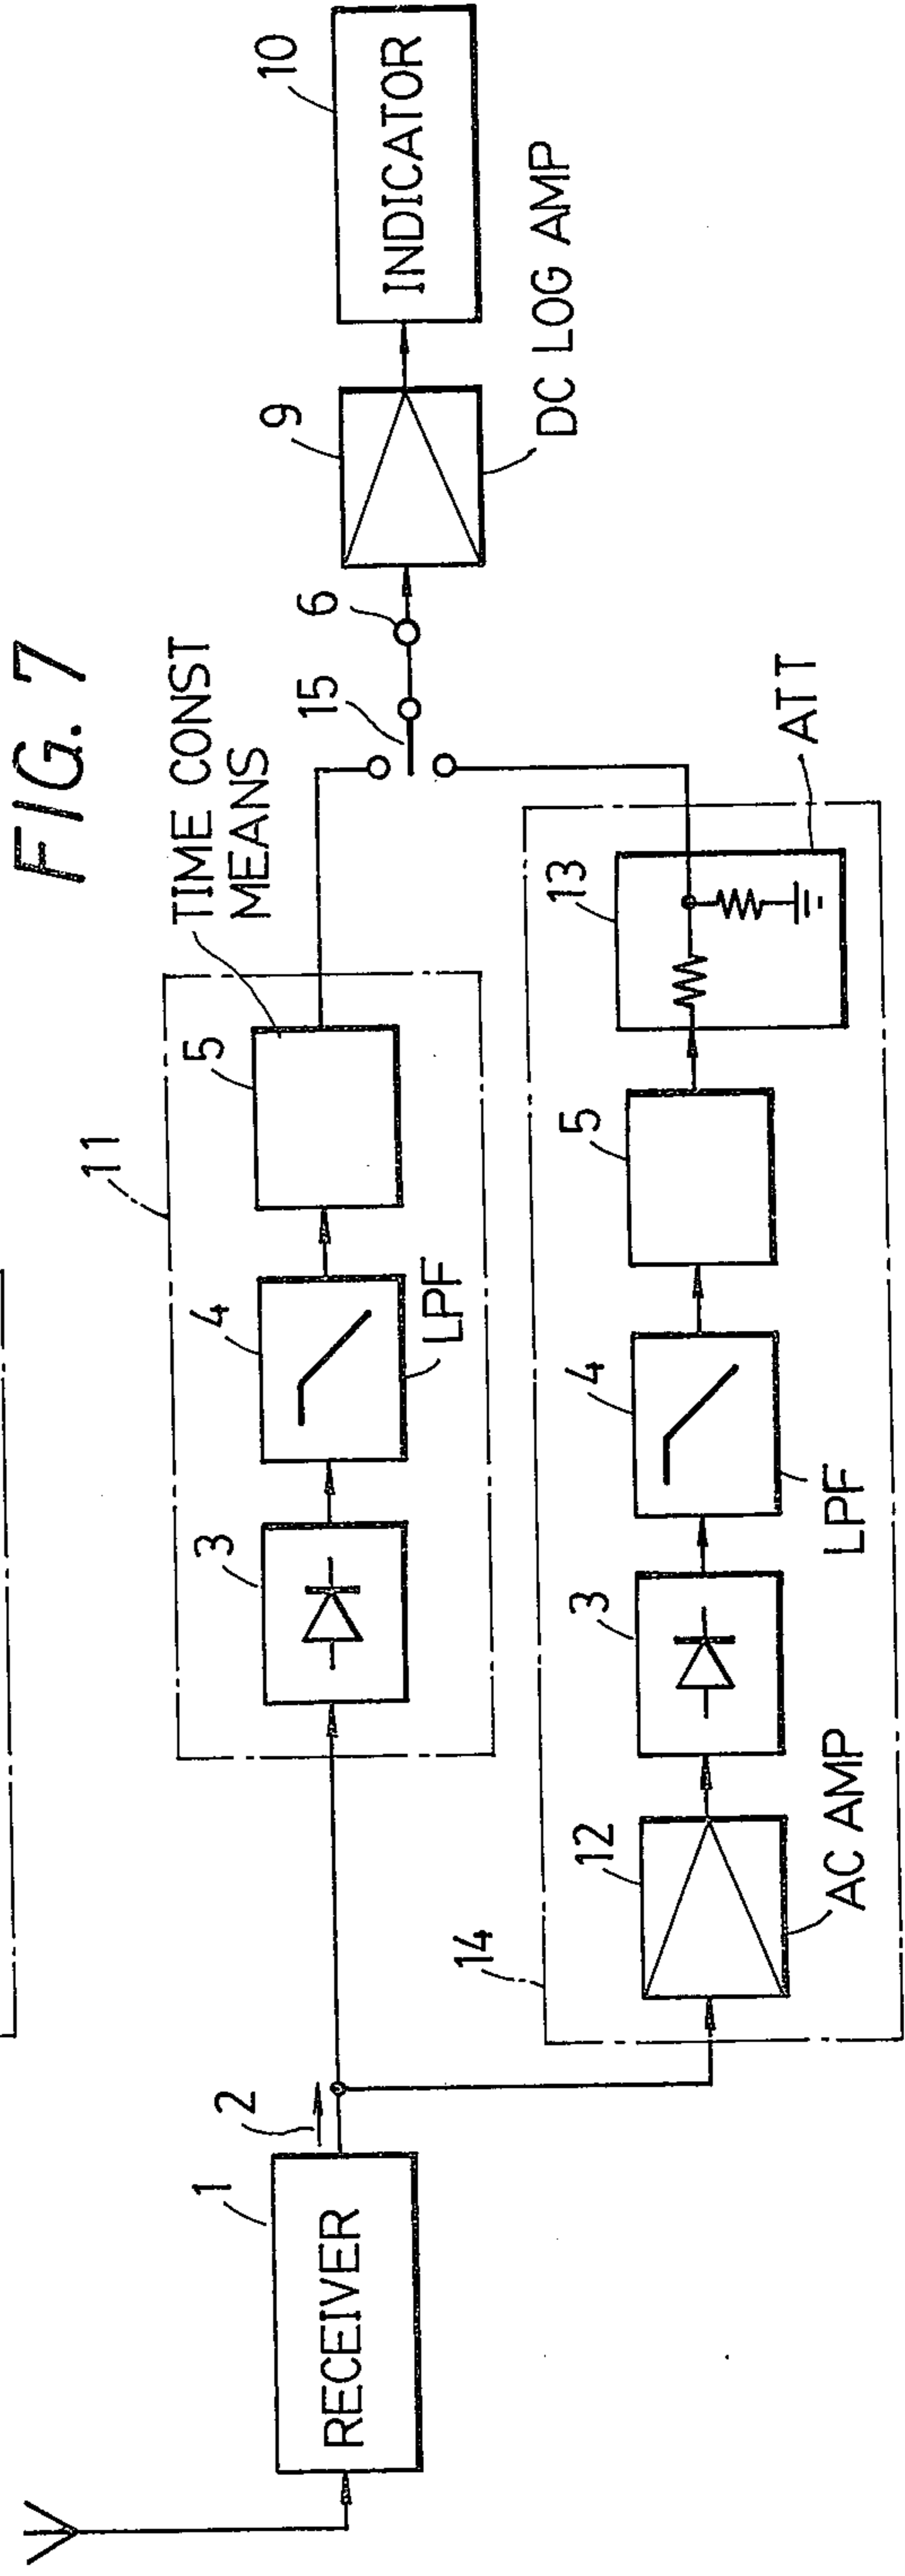 FIG. 7
1
RECEIVER
2
11
3
4
LPF
5
TIME CONST
MEANS
14
12
AC AMP
3
4
LPF
5
13
ATT
15
6
9
DC LOG AMP
10
INDICATOR